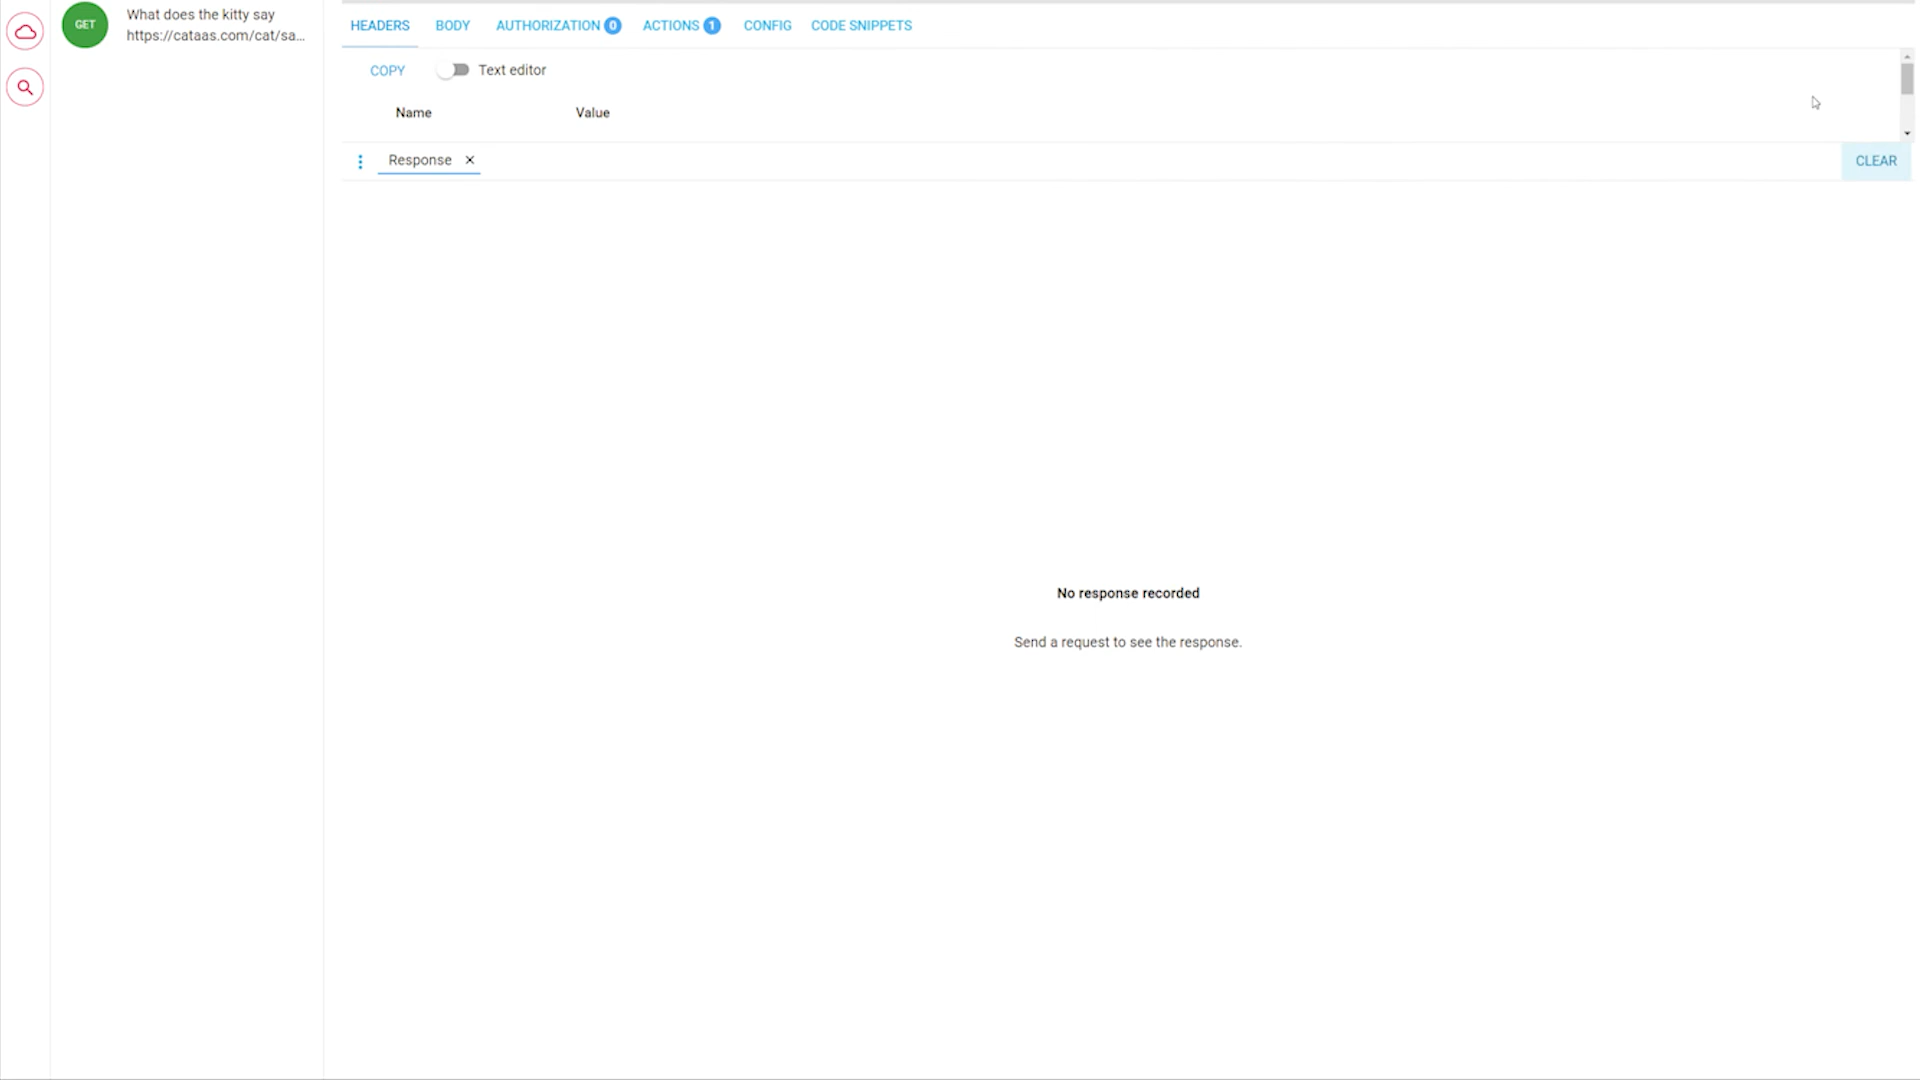 GET
What does the kitty say
https://cataas.com/cat/sa...
HEADERS
BODY
AUTHORIZATION 0
ACTIONS 1
CONFIG
CODE SNIPPETS
COPY
Text editor
Name
Value
Response
CLEAR
No response recorded
Send a request to see the response.